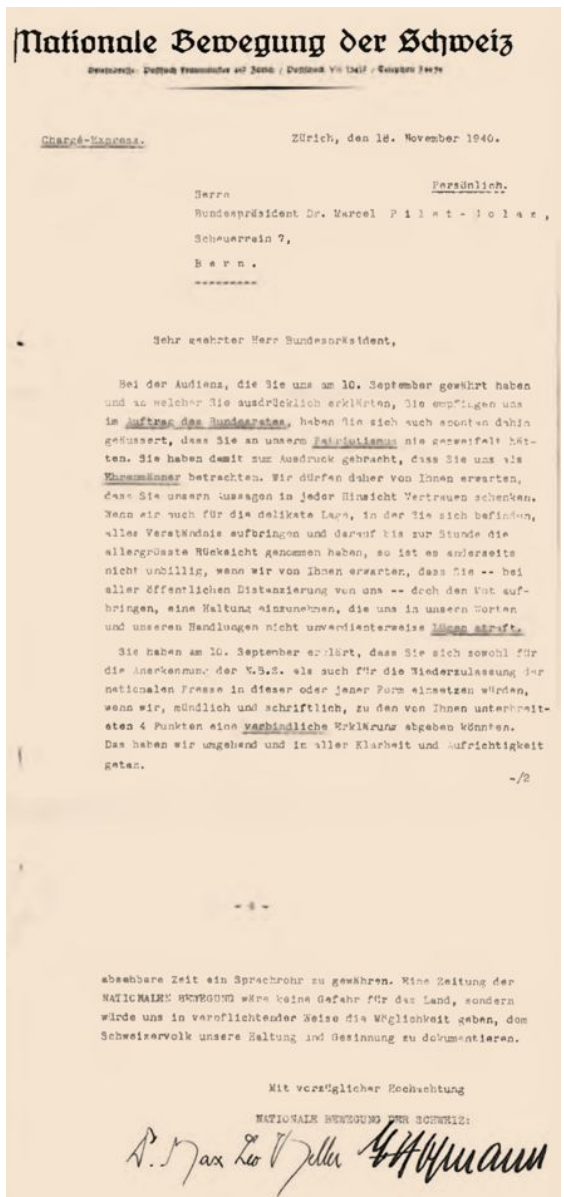 Nationale Bewegung der Schweiz
Zürich
Chargé-Express.
Zürich, den 18. November 1940.
Persönlich.
Herrn
Bundespräsident Dr. Marcel P i l e t - G o l a z ,
Scheuerrein 7,
B e r n .
Sehr geehrter Herr Bundespräsident,
Bei der Audienz, die Sie uns am 10. September gewährt haben
und an welcher Sie ausdrücklich erklärten, Sie empfingen uns
im Auftrag des Bundesrates, haben Sie sich auch spontan dahin
geäussert, dass Sie an unserm Patriotismus nie gezweifelt hät-
ten. Sie haben damit zum Ausdruck gebracht, dass Sie uns als
Ehrenmänner betrachten. Wir dürfen daher von Ihnen erwarten,
dass Sie unsern Aussagen in jeder Hinsicht Vertrauen schenken.
Wenn wir auch für die delikate Lage, in der Sie sich befinden,
alles Verständnis aufbringen und darauf bis zur Stunde die
allergrösste Rücksicht genommen haben, so ist es anderseits
nicht unbillig, wenn wir von Ihnen erwarten, dass Sie -- bei
aller öffentlichen Distanzierung von uns -- doch den Mut auf-
bringen, eine Haltung einzunehmen, die uns in unsern Worten
und unseren Handlungen nicht unverdienterweise Lügen straft.
Sie haben am 10. September erklärt, dass Sie sich sowohl für
die Anerkennung der N.B.S. als auch für die Wiederzulassung der
nationalen Presse in dieser oder jener Form einsetzen würden,
wenn wir, mündlich und schriftlich, zu den von Ihnen unterbreit-
eten 4 Punkten eine verbindliche Erklärung abgeben könnten.
Das haben wir umgehend und in aller Klarheit und Aufrichtigkeit
getan.
-/2
absehbare Zeit ein Sprachrohr zu gewähren. Eine Zeitung der
NATIONALEN BEWEGUNG wäre keine Gefahr für das Land, sondern
würde uns in verpflichtender Weise die Möglichkeit geben, dem
Schweizervolk unsere Haltung und Gesinnung zu dokumentieren.
Mit vorzüglicher Hochachtung
NATIONALE BEWEGUNG DER SCHWEIZ:
Dr. Max Leo Keller E. Hofmann